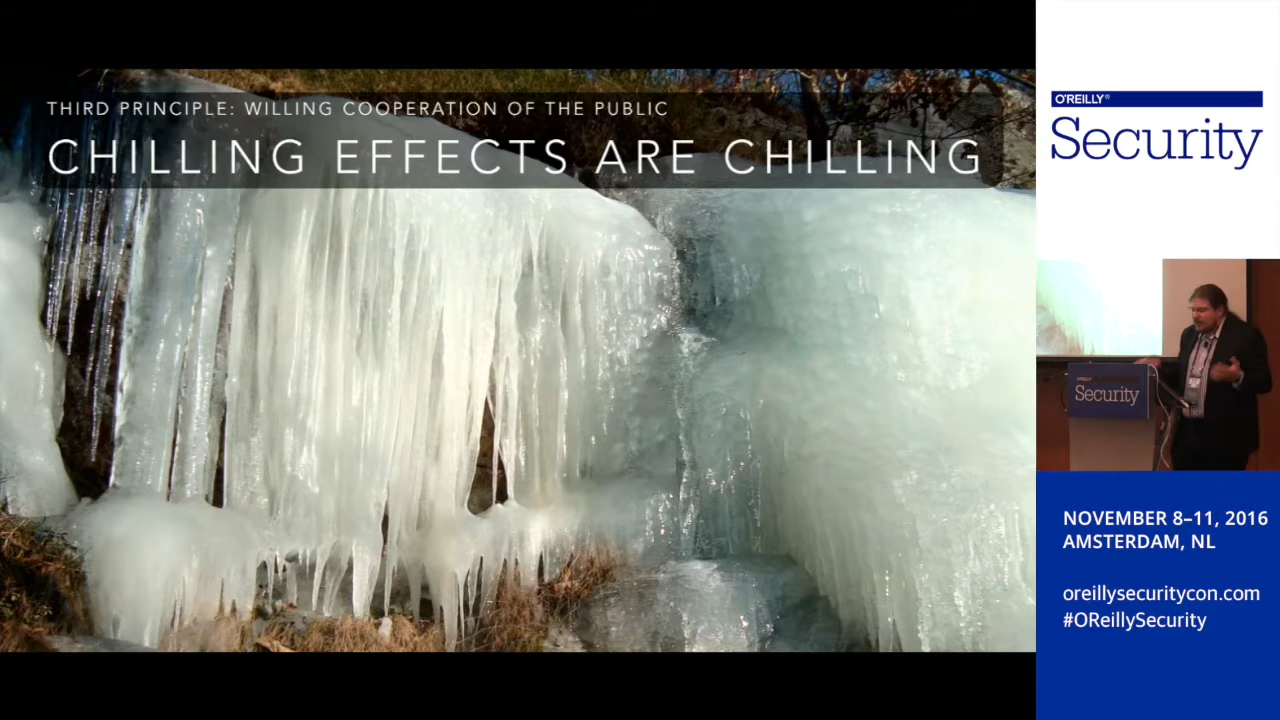 THIRD PRINCIPLE: WILLING COOPERATION OF THE PUBLIC
CHILLING EFFECTS ARE CHILLING
O'REILLY®
Security
O'REILLY
Security
NOVEMBER 8–11, 2016
AMSTERDAM, NL
oreillysecuritycon.com
#OReillySecurity